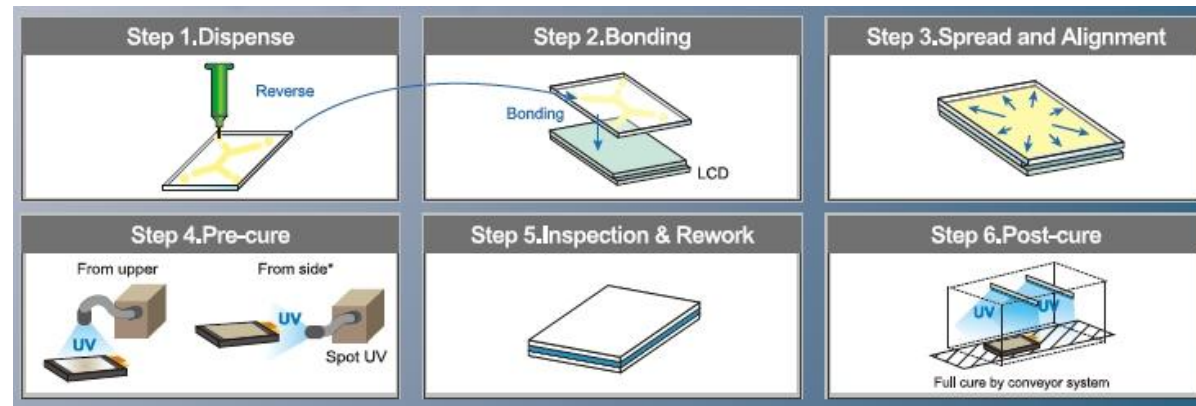 Step 1.Dispense
Reverse
Step 2.Bonding
Bonding
LCD
Step 3.Spread and Alignment
Step 4.Pre-cure
From upper
UV
From side*
UV
Spot UV
Step 5.Inspection & Rework
Step 6.Post-cure
UV UV
Full cure by conveyor system